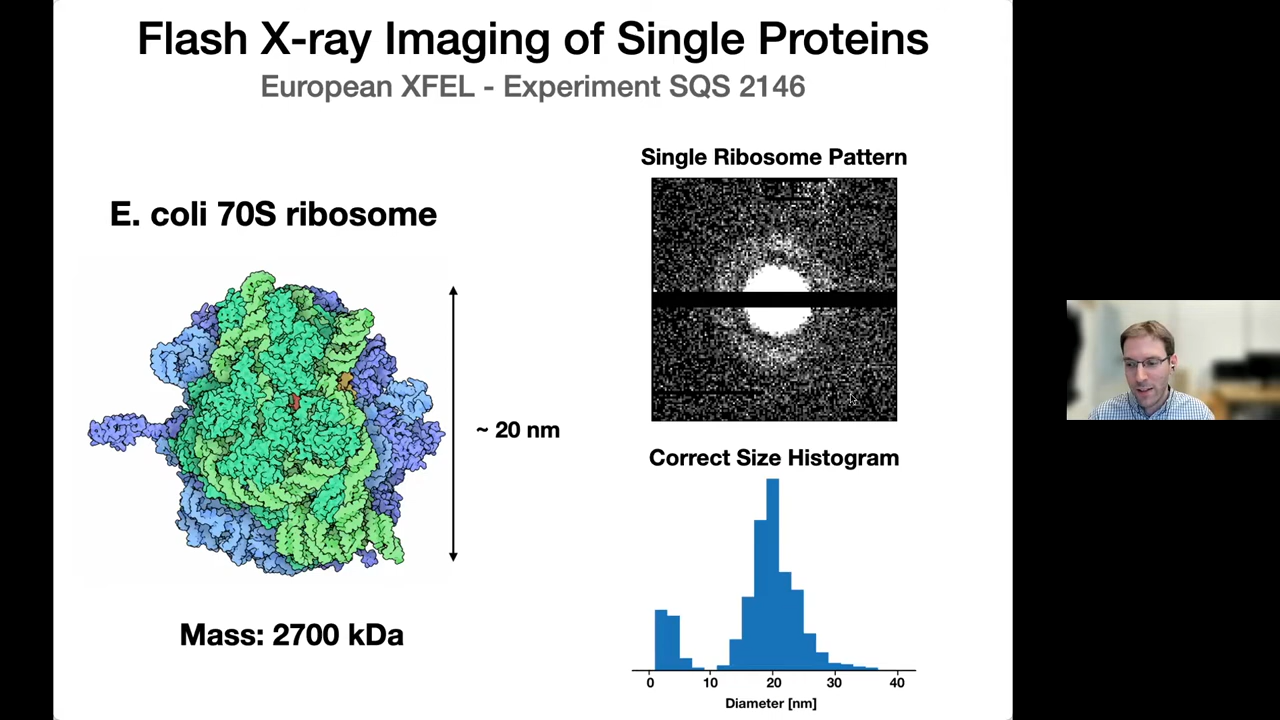 Flash X-ray Imaging of Single Proteins
European XFEL - Experiment SQS 2146
E. coli 70S ribosome
~ 20 nm
Mass: 2700 kDa
Single Ribosome Pattern
Correct Size Histogram
0 10 20 30 40
Diameter [nm]